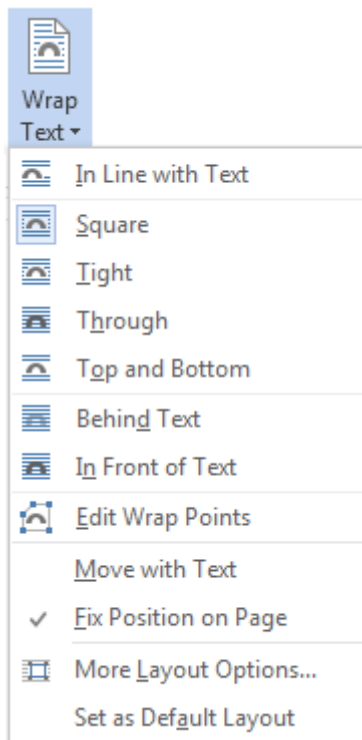 Wrap
Text
In Line with Text
Square
Tight
Through
Top and Bottom
Behind Text
In Front of Text
Edit Wrap Points
Move with Text
Fix Position on Page
More Layout Options...
Set as Default Layout